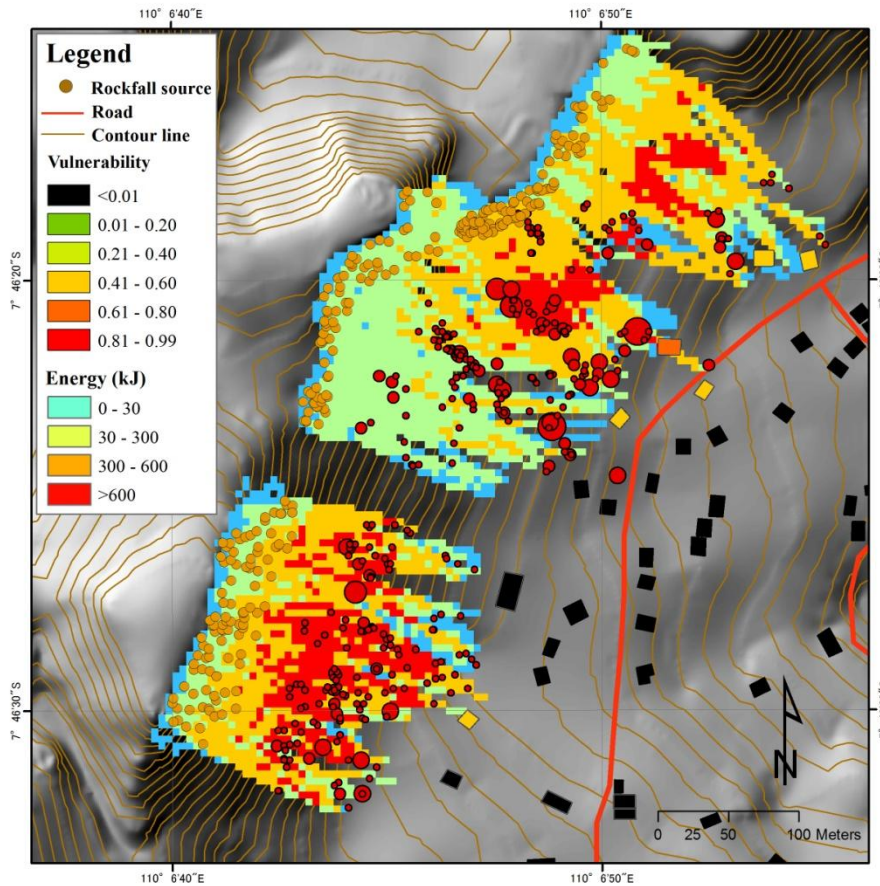 110° 6'40"E
110° 6'50"E
Legend
Rockfall source
Road
Contour line
Vulnerability
<0.01
0.01 - 0.20
0.21 - 0.40
0.41 - 0.60
0.61 - 0.80
0.81 - 0.99
Energy (kJ)
0 - 30
30 - 300
300 - 600
>600
7° 46'20"S
7° 46'30"S
N
0 25 50 100 Meters
110° 6'40"E
110° 6'50"E